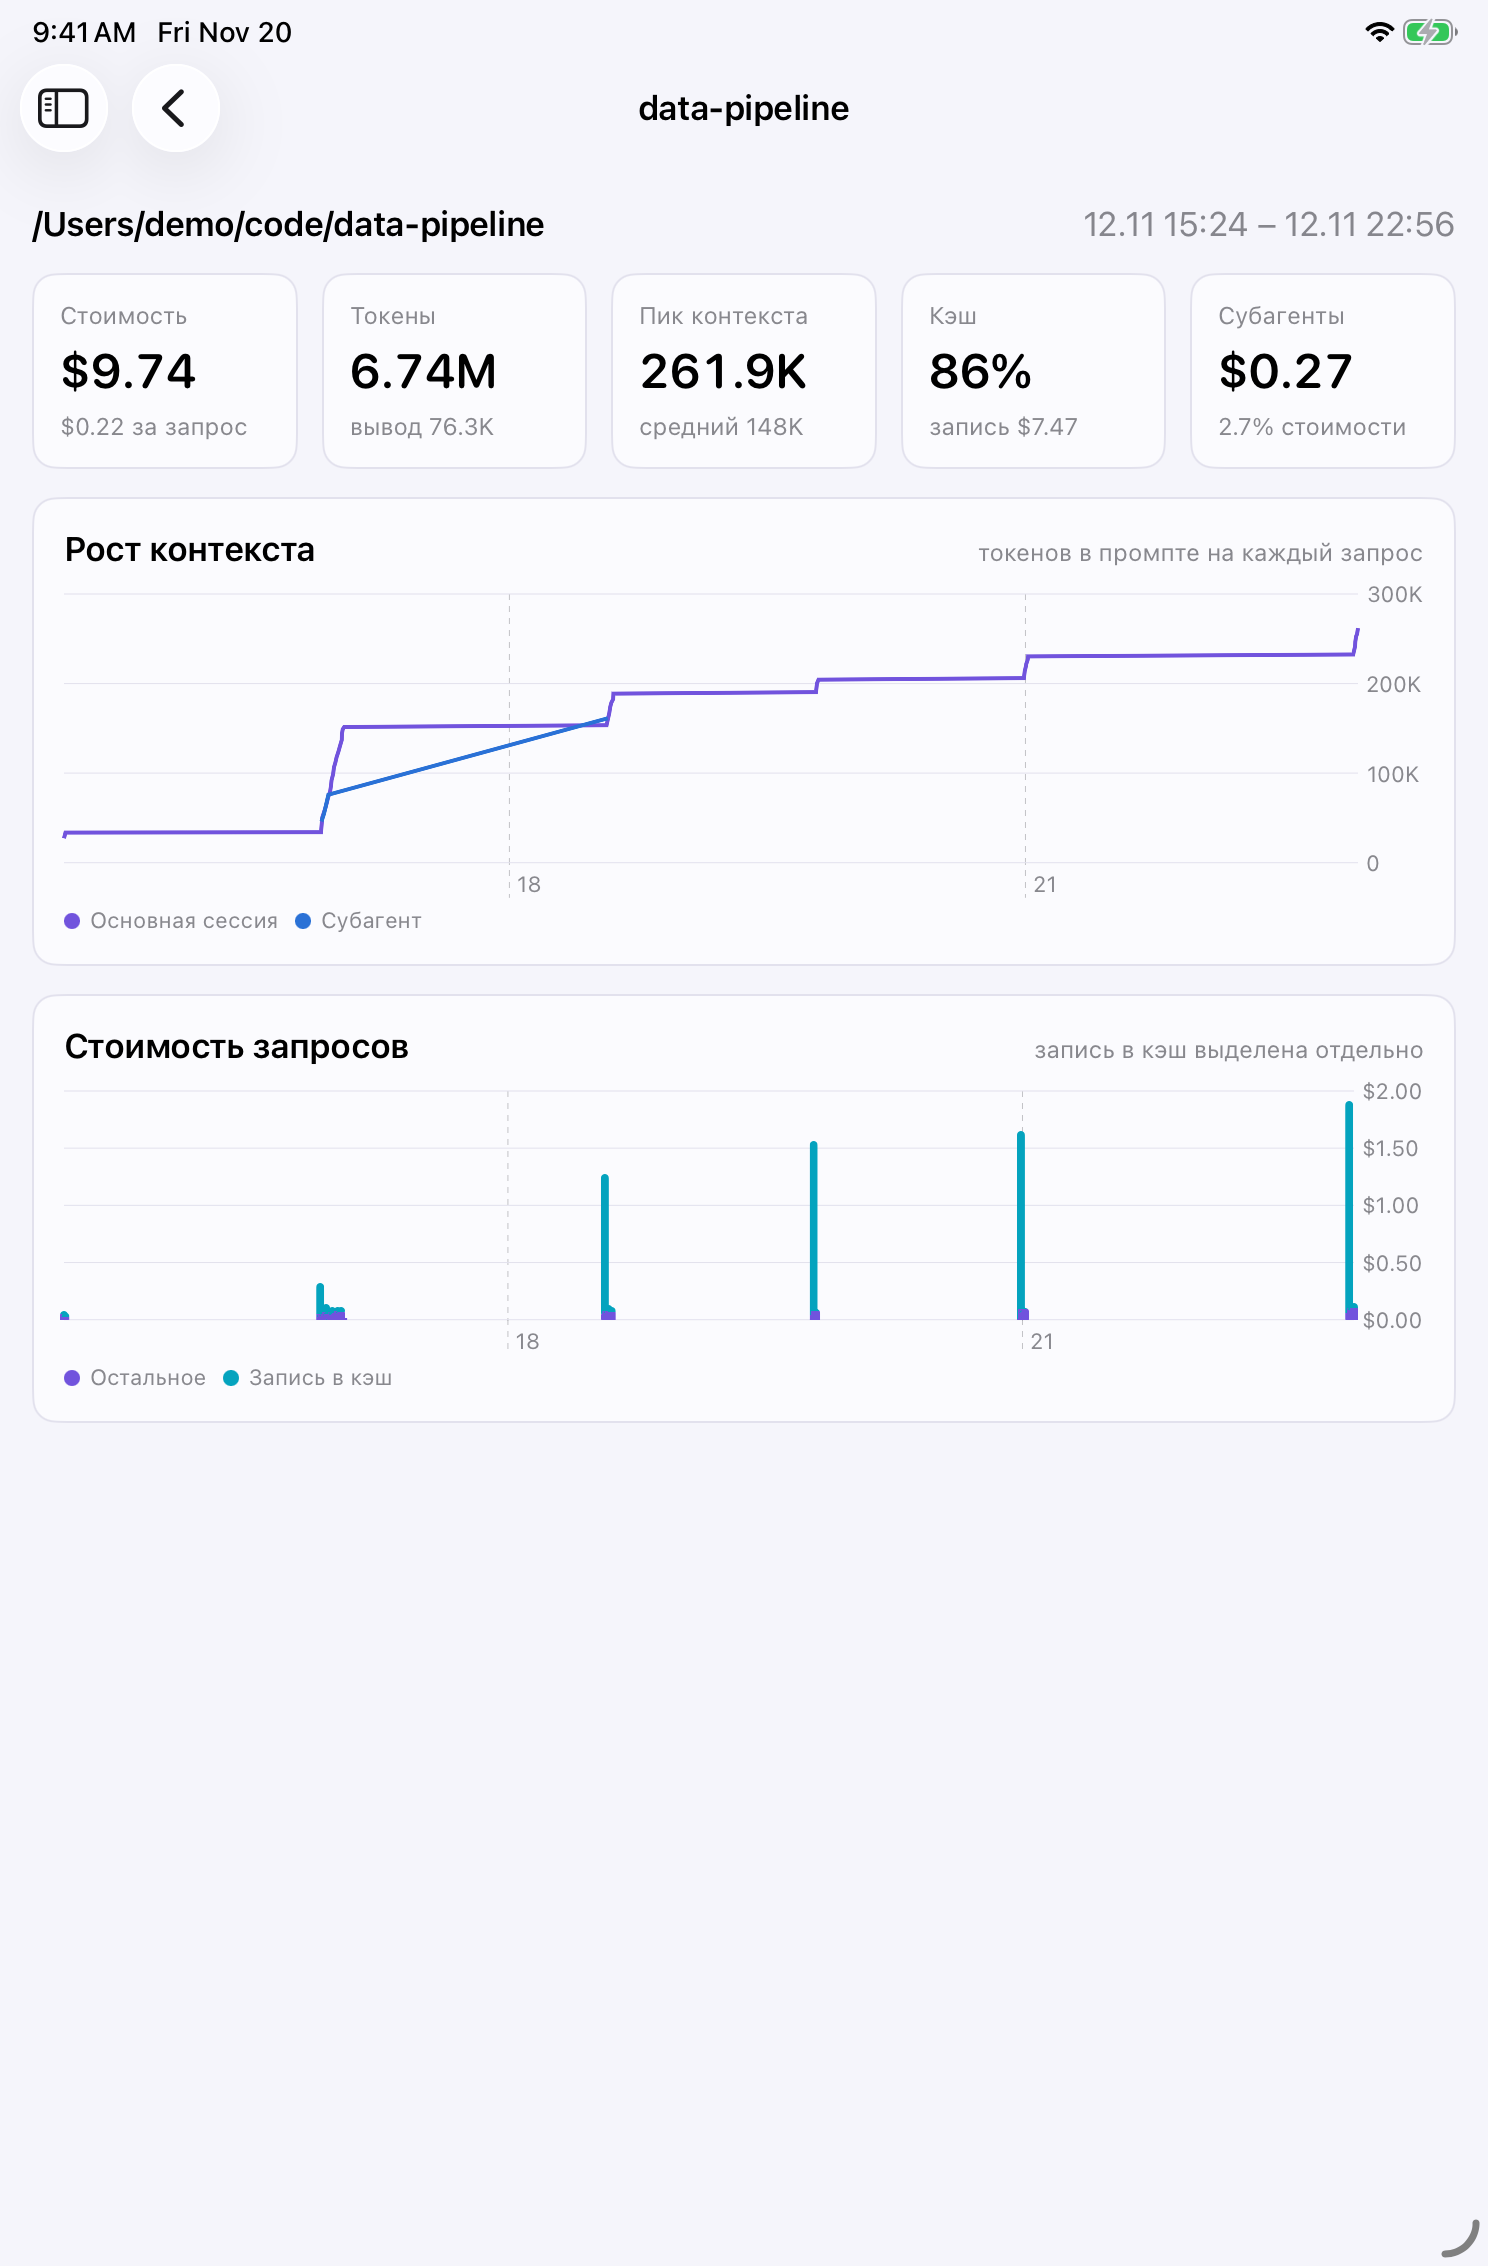 9:41 AM Fri Nov 20
data-pipeline
/Users/demo/code/data-pipeline
12.11 15:24 – 12.11 22:56
Стоимость
$9.74
$0.22 за запрос
Токены
6.74M
вывод 76.3K
Пик контекста
261.9K
средний 148K
Кэш
86%
запись $7.47
Субагенты
$0.27
2.7% стоимости
Рост контекста
токенов в промпте на каждый запрос
300K
200K
100K
0
18
21
Основная сессия
Субагент
Стоимость запросов
запись в кэш выделена отдельно
$2.00
$1.50
$1.00
$0.50
$0.00
18
21
Остальное
Запись в кэш